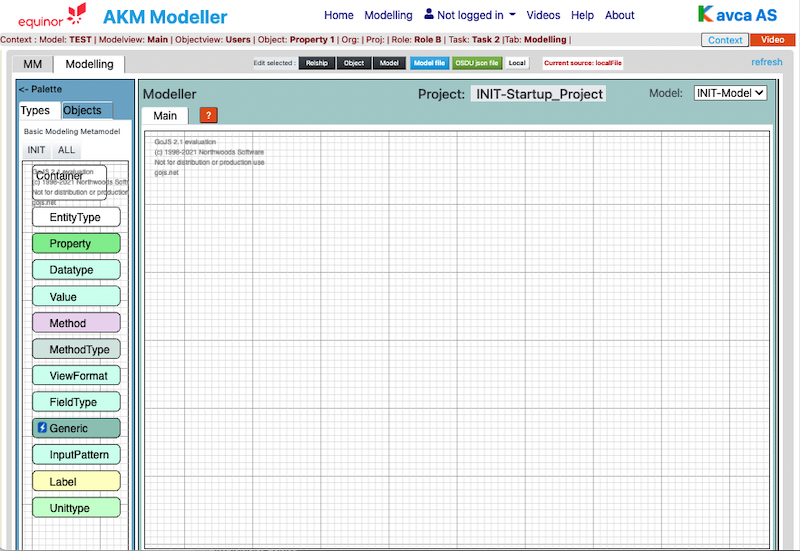 equinor
AKM Modeller
Home Modelling Not logged in Videos Help About
Kavca AS
Context : Model: TEST | Modelview: Main | Objectview: Users | Object: Property 1 | Org: | Proj: | Role: Role B | Task: Task 2 |Tab: Modelling |
Context Video
MM Modelling
Edit selected : Relship Object Model Model file OSDU json file Local Current source: localFile refresh
<- Palette
Types Objects
Basic Modeling Metamodel
INIT ALL
GoJS 2.1 evaluation
Container
(c) 1998-2021 Northwoods Soft
Not for distribution or production
gojs.net
EntityType
Property
Datatype
Value
Method
MethodType
ViewFormat
FieldType
Generic
InputPattern
Label
Unittype
Modeller Project: INIT-Startup_Project Model: INIT-Model
Main ?
GoJS 2.1 evaluation
(c) 1998-2021 Northwoods Software
Not for distribution or production use
gojs.net